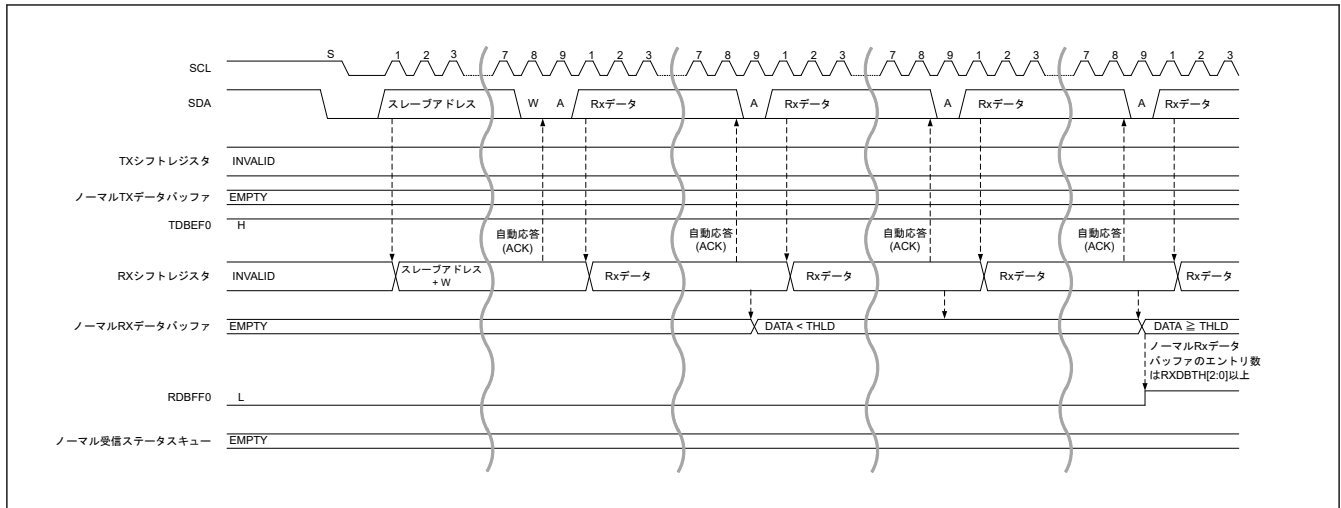 S 1 2 3 7 8 9 1 2 3 7 8 9 1 2 3 7 8 9 1 2 3 7 8 9 1 2 3
SCL
SDA スレーブアドレス W A Rxデータ A Rxデータ A Rxデータ A Rxデータ
TXシフトレジスタ INVALID
ノーマルTXデータバッファ EMPTY
TDBEF0 H
自動応答 自動応答 自動応答 自動応答
(ACK) (ACK) (ACK) (ACK)
RXシフトレジスタ INVALID スレーブアドレス + W Rxデータ Rxデータ Rxデータ Rxデータ
ノーマルRXデータバッファ EMPTY DATA < THLD DATA ≧ THLD
ノーマルRxデータ
バッファのエントリ数
はRXDBTH[2:0]以上
RDBFF0 L
ノーマル受信ステータスキュー EMPTY